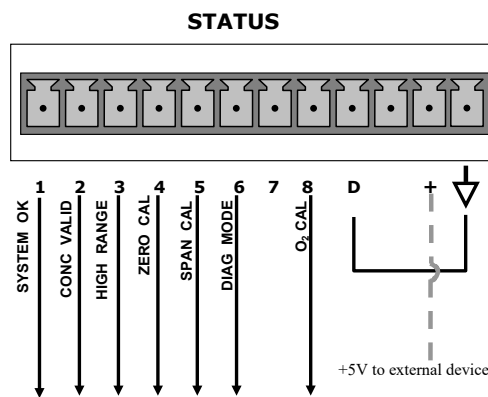 STATUS
1 2 3 4 5 6 7 8 D +
SYSTEM OK
CONC VALID
HIGH RANGE
ZERO CAL
SPAN CAL
DIAG MODE
O₂ CAL
+5V to external device